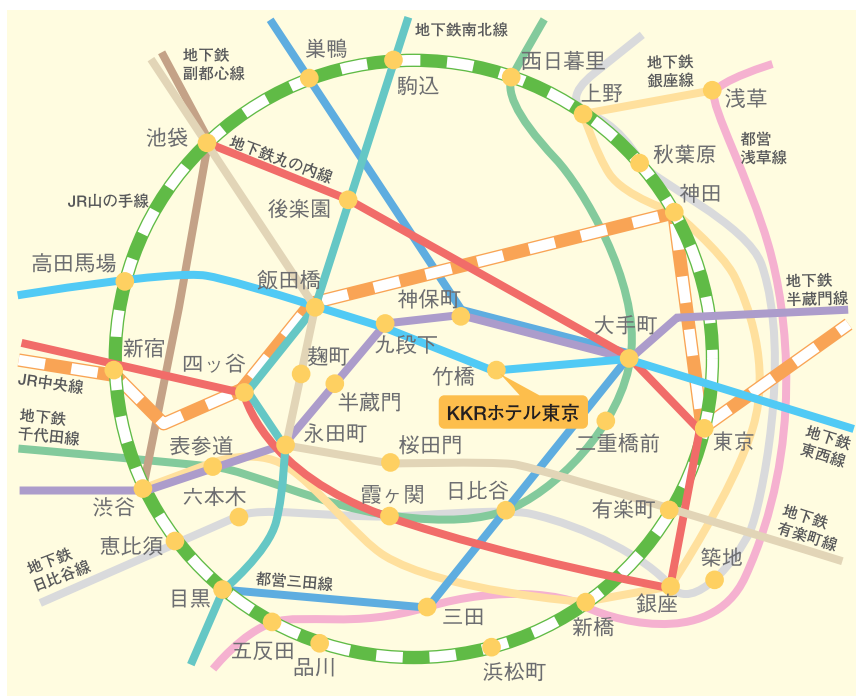 地下鉄南北線
巣鴨
地下鉄
副都心線
駒込
西日暮里
地下鉄
銀座線
上野
浅草
池袋
地下鉄丸の内線
都営
浅草線
秋葉原
神田
JR山の手線
後楽園
高田馬場
飯田橋
神保町
地下鉄
半蔵門線
大手町
九段下
新宿
四ッ谷
麹町
竹橋
JR中央線
半蔵門
KKRホテル東京
地下鉄
千代田線
表参道
永田町
桜田門
二重橋前
東京
地下鉄
東西線
渋谷
六本木
霞ヶ関
日比谷
有楽町
地下鉄
有楽町線
恵比須
地下鉄
日比谷線
築地
目黒
都営三田線
三田
銀座
新橋
五反田
品川
浜松町